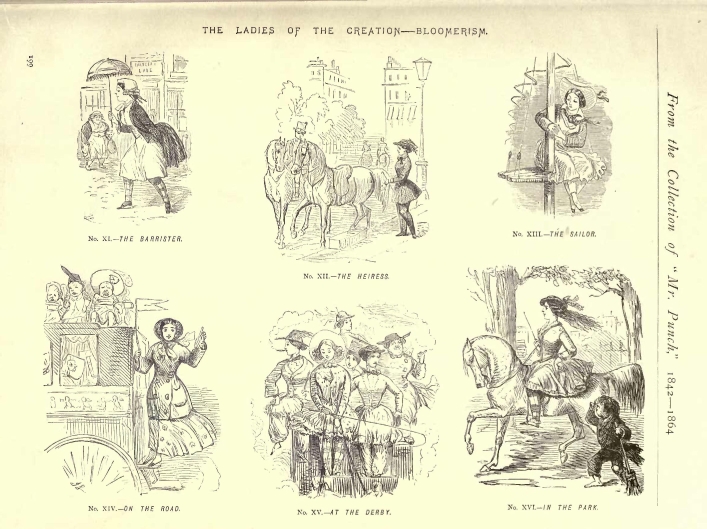 THE LADIES OF THE CREATION—BLOOMERISM.
661
No. XI.—THE BARRISTER.
No. XII.—THE HEIRESS.
No. XIII.—THE SAILOR.
No. XIV.—ON THE ROAD.
No. XV.—AT THE DERBY.
No. XVI.—IN THE PARK.
From the Collection of "Mr. Punch," 1842—1864